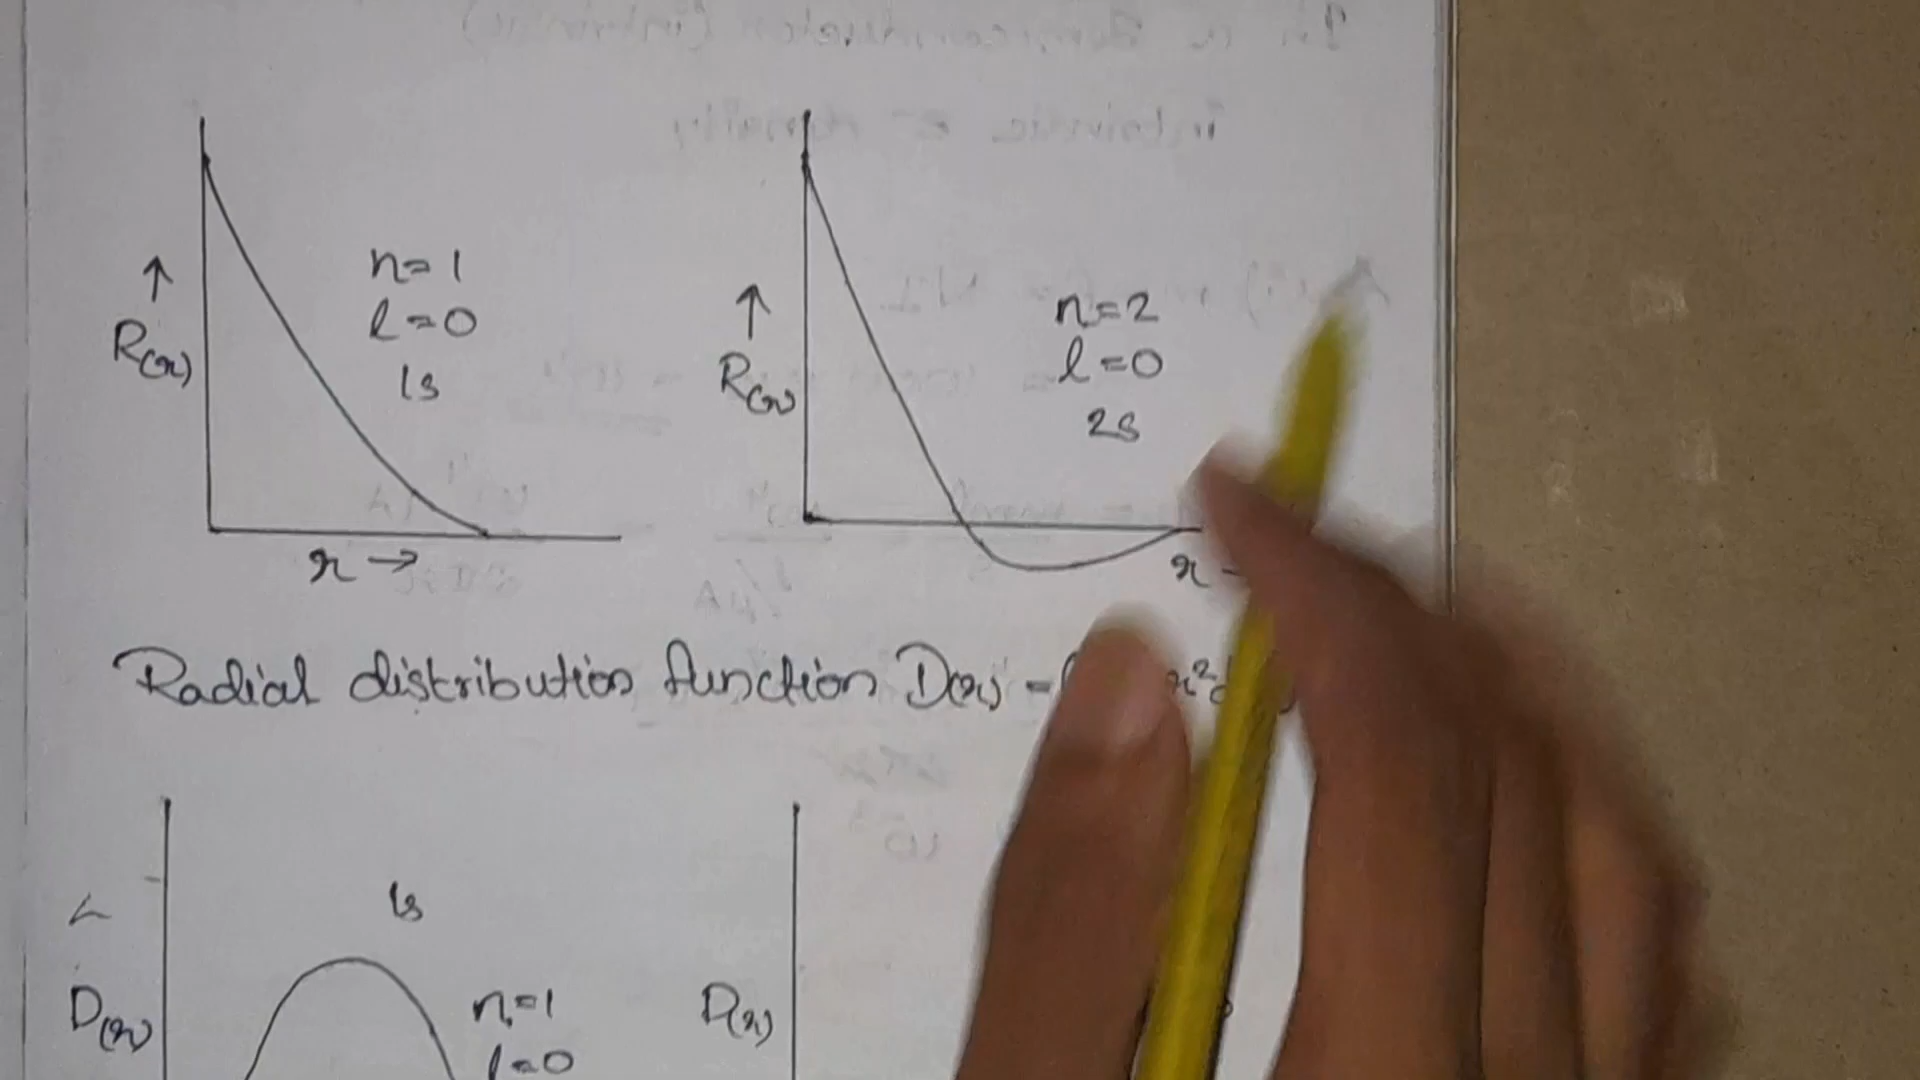 n=1
l=0
1s
↑
R(r)
r →
n=2
l=0
2s
↑
R(r)
r
Radial distribution function D(r) =
1s
D(r)
n=1
l=0
D(r)